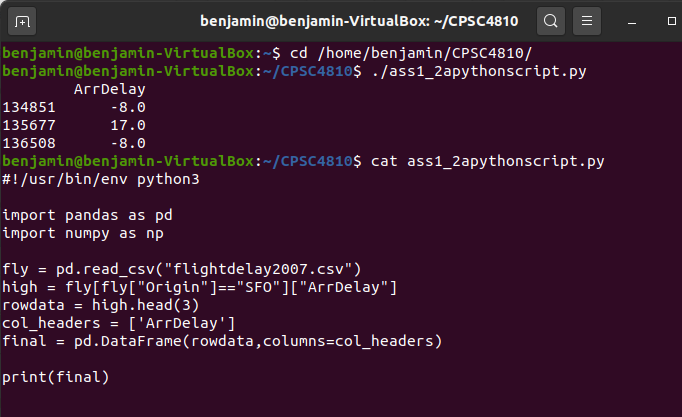 benjamin@benjamin-VirtualBox: ~/CPSC4810
benjamin@benjamin-VirtualBox:~$ cd /home/benjamin/CPSC4810/
benjamin@benjamin-VirtualBox:~/CPSC4810$ ./ass1_2apythonscript.py
        ArrDelay
134851      -8.0
135677      17.0
136508      -8.0
benjamin@benjamin-VirtualBox:~/CPSC4810$ cat ass1_2apythonscript.py
#!/usr/bin/env python3
import pandas as pd
import numpy as np
fly = pd.read_csv("flightdelay2007.csv")
high = fly[fly["Origin"]=="SFO"]["ArrDelay"]
rowdata = high.head(3)
col_headers = ['ArrDelay']
final = pd.DataFrame(rowdata,columns=col_headers)
print(final)